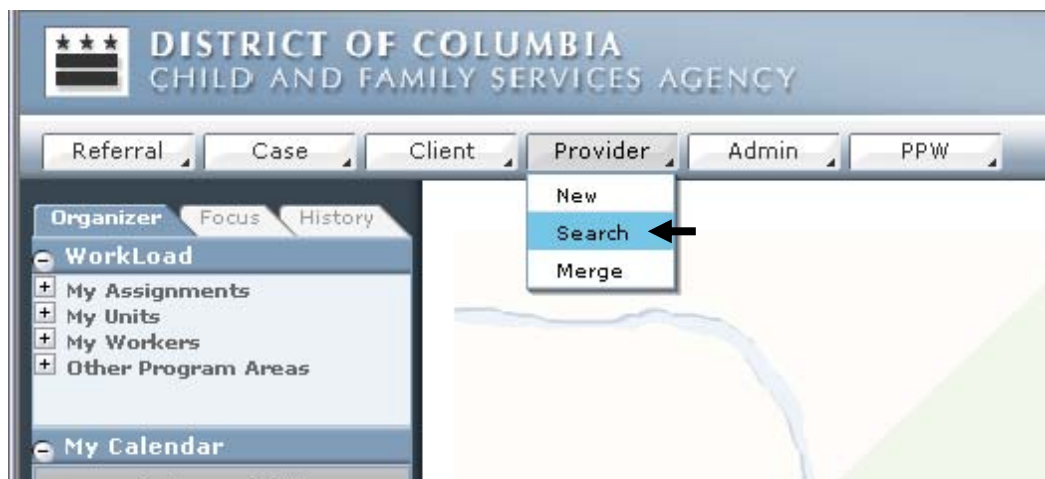 DISTRICT OF COLUMBIA
CHILD AND FAMILY SERVICES AGENCY
Referral Case Client Provider Admin PPW
New
Search
Merge
Organizer Focus History
WorkLoad
My Assignments
My Units
My Workers
Other Program Areas
My Calendar